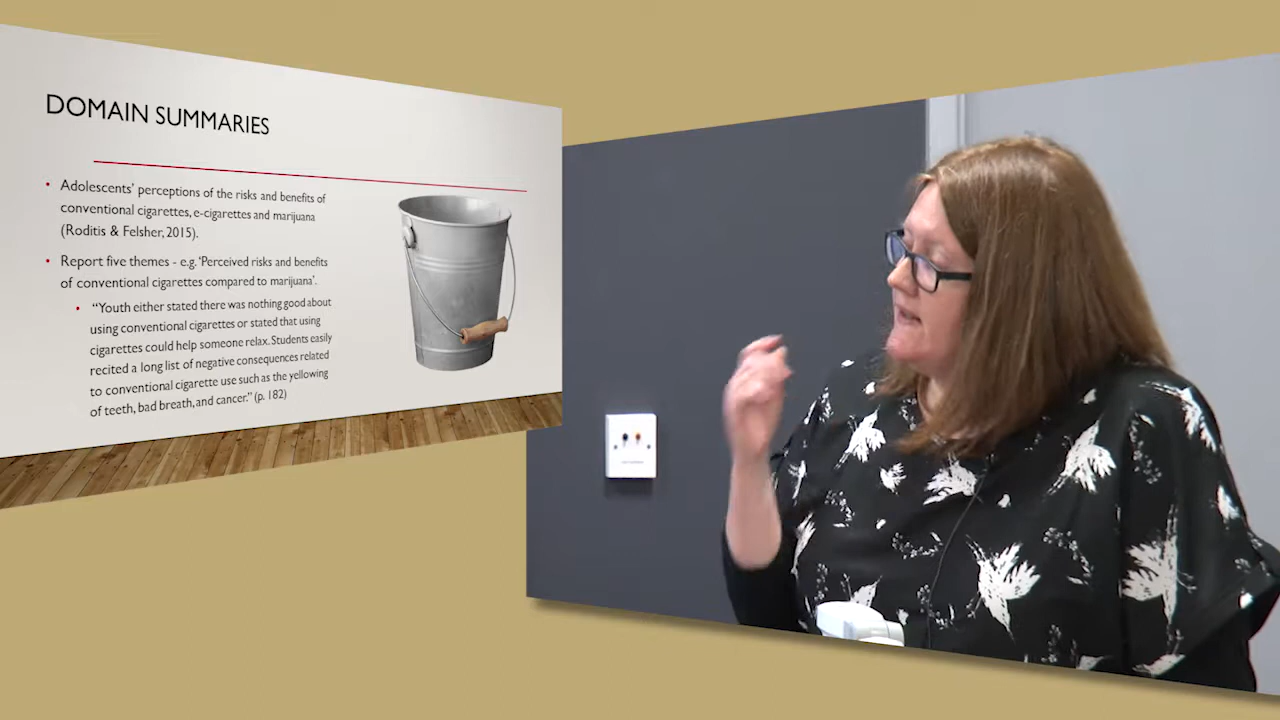 DOMAIN SUMMARIES
• Adolescents' perceptions of the risks and benefits of
conventional cigarettes, e-cigarettes and marijuana
(Roditis & Felsher, 2015).
• Report five themes - e.g. 'Perceived risks and benefits
of conventional cigarettes compared to marijuana'.
• "Youth either stated there was nothing good about
using conventional cigarettes or stated that using
cigarettes could help someone relax. Students easily
recited a long list of negative consequences related
to conventional cigarette use such as the yellowing
of teeth, bad breath, and cancer." (p. 182)